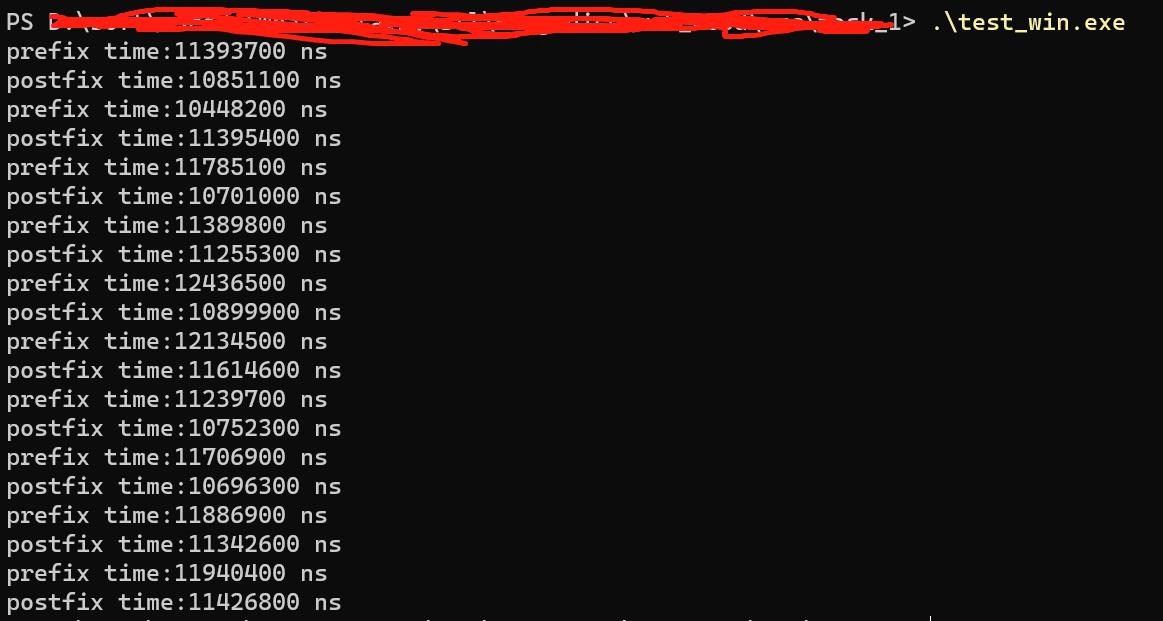 PS D:\ _1> .\test_win.exe
prefix time:11393700 ns
postfix time:10851100 ns
prefix time:10448200 ns
postfix time:11395400 ns
prefix time:11785100 ns
postfix time:10701000 ns
prefix time:11389800 ns
postfix time:11255300 ns
prefix time:12436500 ns
postfix time:10899900 ns
prefix time:12134500 ns
postfix time:11614600 ns
prefix time:11239700 ns
postfix time:10752300 ns
prefix time:11706900 ns
postfix time:10696300 ns
prefix time:11886900 ns
postfix time:11342600 ns
prefix time:11940400 ns
postfix time:11426800 ns